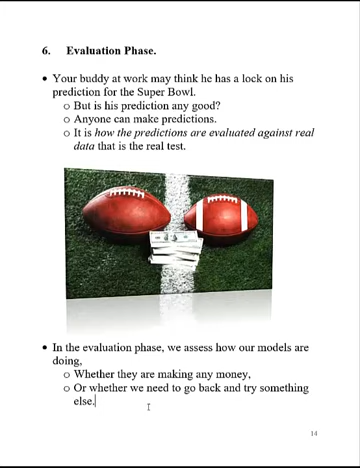 6. Evaluation Phase.
• Your buddy at work may think he has a lock on his
prediction for the Super Bowl.
o But is his prediction any good?
o Anyone can make predictions.
o It is how the predictions are evaluated against real
data that is the real test.
• In the evaluation phase, we assess how our models are
doing,
o Whether they are making any money,
o Or whether we need to go back and try something
else.
14